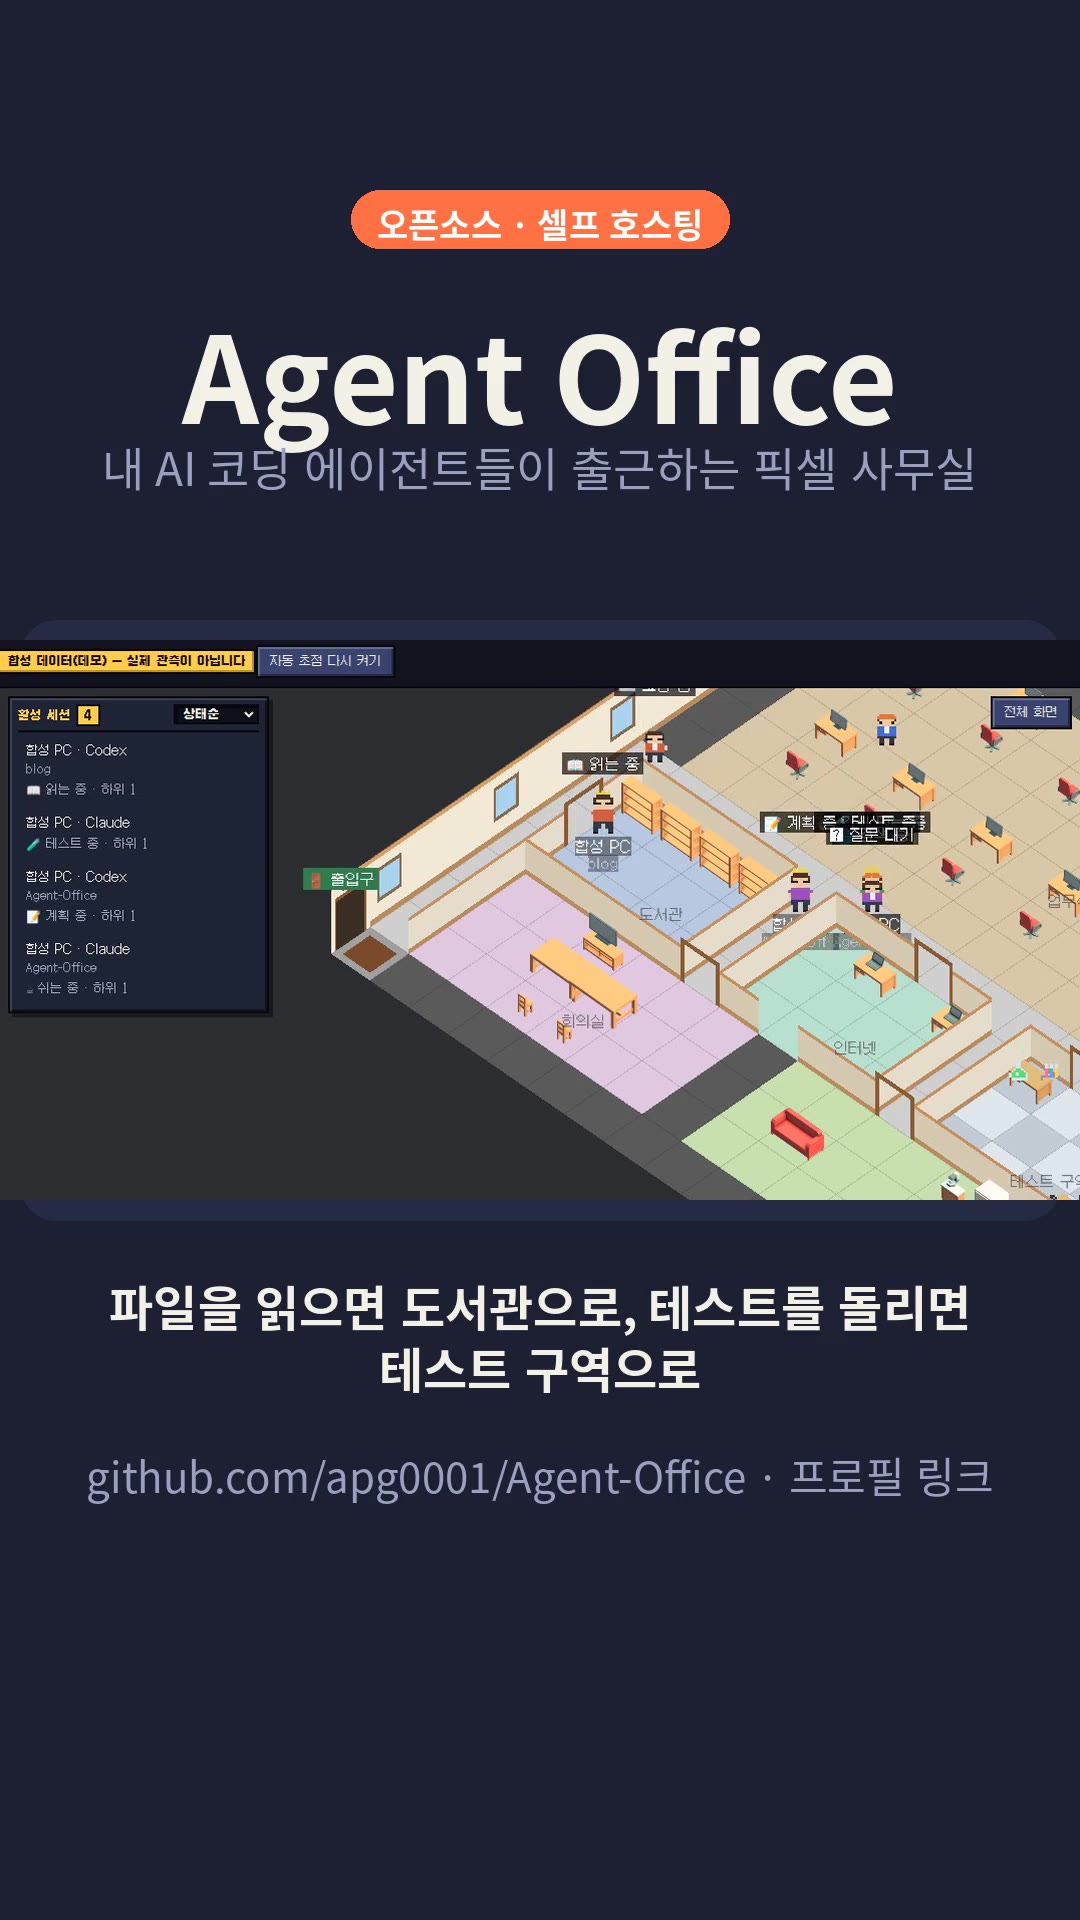 오픈소스 · 셀프 호스팅
Agent Office
내 AI 코딩 에이전트들이 출근하는 픽셀 사무실
합성 데이터(데모) — 실제 관측이 아닙니다
자동 초점 다시 켜기
활성 세션 4
상태순
전체 화면
합성 PC · Codex
blog
읽는 중 · 하위 1
합성 PC · Claude
테스트 중 · 하위 1
합성 PC · Codex
Agent-Office
계획 중 · 하위 1
합성 PC · Claude
Agent-Office
쉬는 중 · 하위 1
읽는 중
계획
질문 대기
합성 PC
blog
출입구
도서관
회의실
인터넷
테스트 구역
파일을 읽으면 도서관으로, 테스트를 돌리면
테스트 구역으로
github.com/apg0001/Agent-Office · 프로필 링크